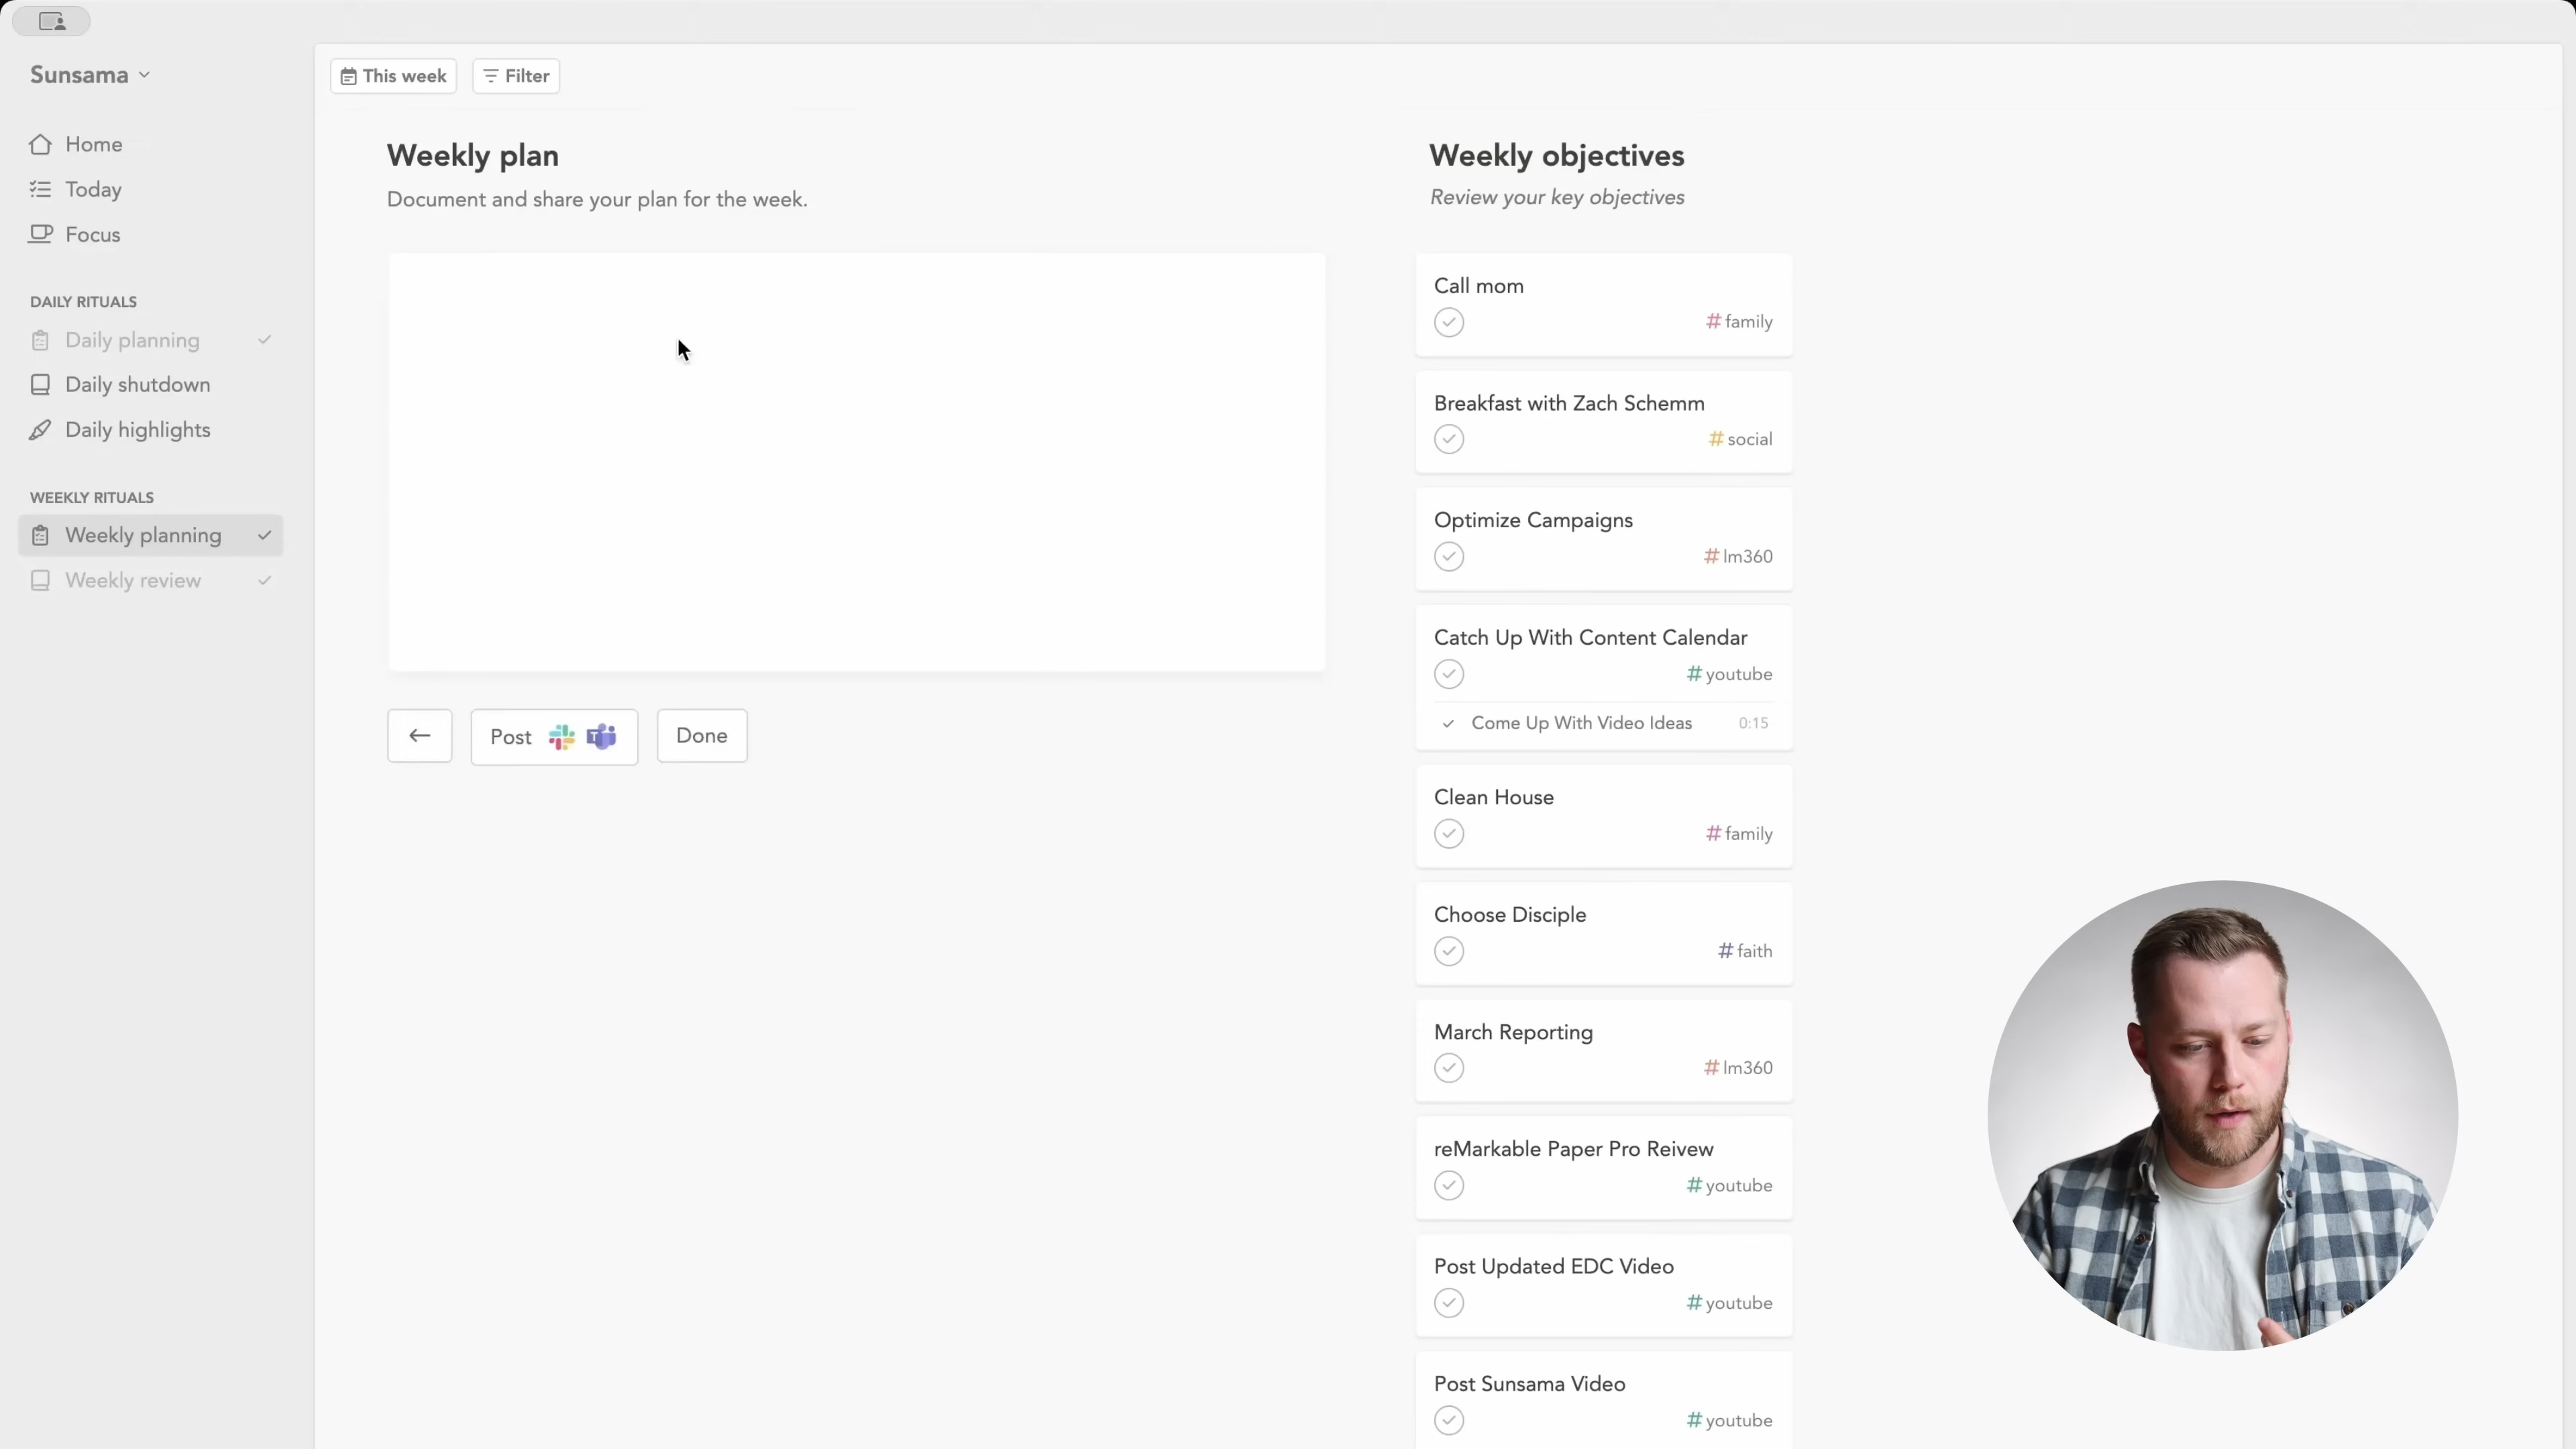 Sunsama
Home
Today
Focus
DAILY RITUALS
Daily planning
Daily shutdown
Daily highlights
WEEKLY RITUALS
Weekly planning
Weekly review
This week
Filter
Weekly plan
Document and share your plan for the week.
Post
Done
Weekly objectives
Review your key objectives
Call mom
#family
Breakfast with Zach Schemm
#social
Optimize Campaigns
#lm360
Catch Up With Content Calendar
#youtube
Come Up With Video Ideas 0:15
Clean House
#family
Choose Disciple
#faith
March Reporting
#lm360
reMarkable Paper Pro Reivew
#youtube
Post Updated EDC Video
#youtube
Post Sunsama Video
#youtube